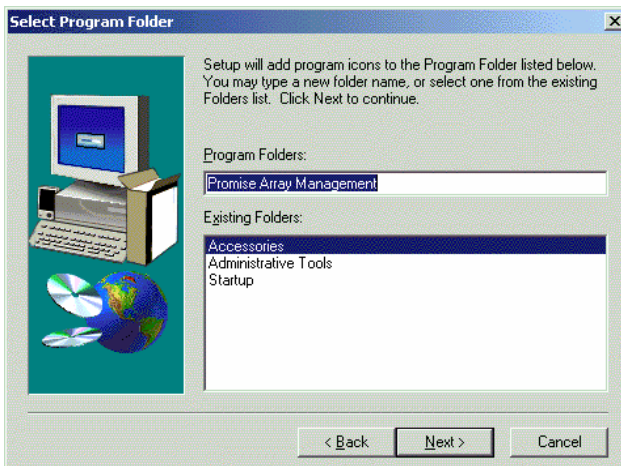 Select Program Folder
Setup will add program icons to the Program Folder listed below.
You may type a new folder name, or select one from the existing
Folders list. Click Next to continue.
Program Folders:
Promise Array Management
Existing Folders:
Accessories
Administrative Tools
Startup
< Back
Next >
Cancel